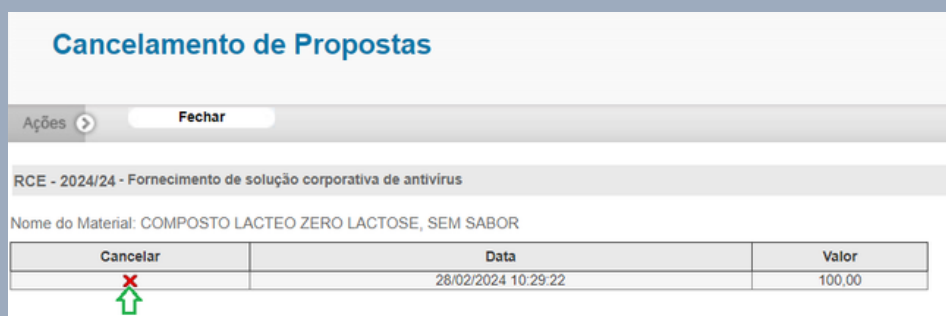 Cancelamento de Propostas
Ações Fechar
RCE - 2024/24 - Fornecimento de solução corporativa de antivírus
Nome do Material: COMPOSTO LACTEO ZERO LACTOSE, SEM SABOR
Cancelar Data Valor
28/02/2024 10:29:22 100,00